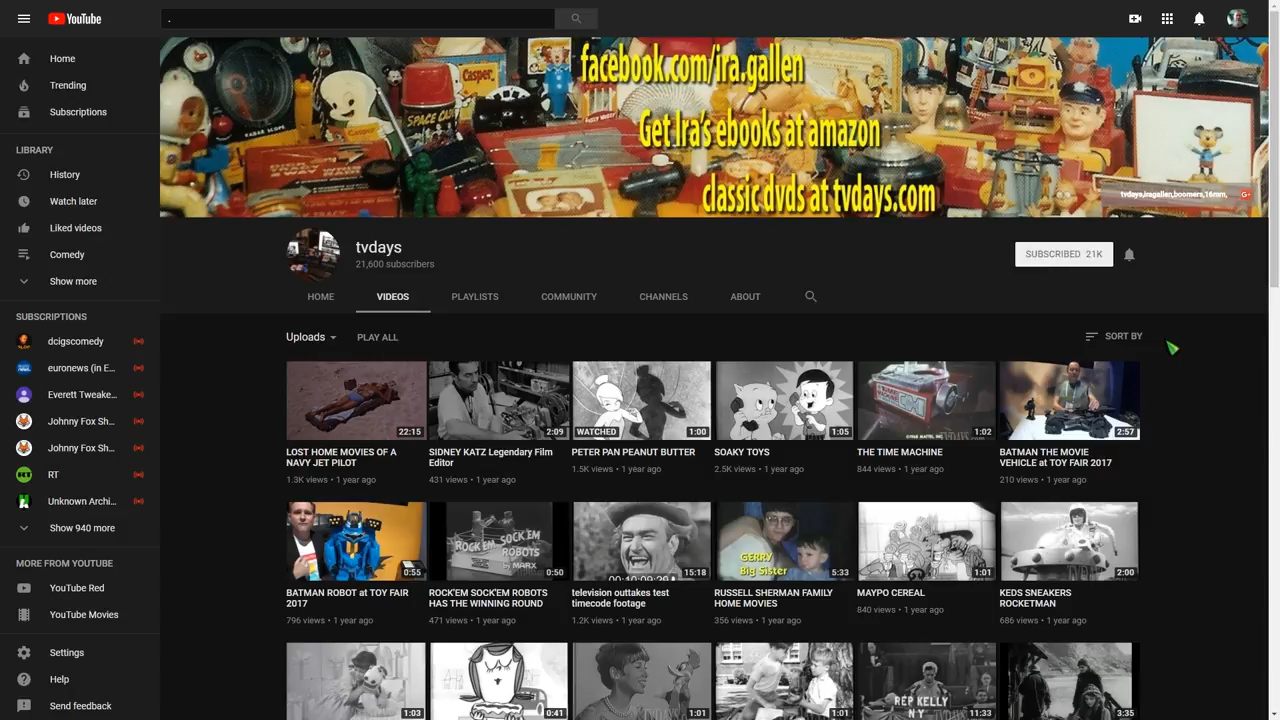 YouTube
.
Home
Trending
Subscriptions
LIBRARY
History
Watch later
Liked videos
Comedy
Show more
SUBSCRIPTIONS
dcigscomedy
euronews (in E...
Everett Tweake...
Johnny Fox Sh...
Johnny Fox Sh...
RT
Unknown Archi...
Show 940 more
MORE FROM YOUTUBE
YouTube Red
YouTube Movies
Settings
Help
Send feedback
facebook.com/ira.gallen
Get Ira's ebooks at amazon
classic dvds at tvdays.com
tvdays,iragallen,boomers,16mm,
G+
Casper
SPACE
tvdays
21,600 subscribers
SUBSCRIBED 21K
HOME VIDEOS PLAYLISTS COMMUNITY CHANNELS ABOUT
Uploads PLAY ALL SORT BY
22:15
LOST HOME MOVIES OF A
NAVY JET PILOT
1.3K views • 1 year ago
2:09
SIDNEY KATZ Legendary Film
Editor
431 views • 1 year ago
WATCHED 1:00
PETER PAN PEANUT BUTTER
1.5K views • 1 year ago
1:05
SOAKY TOYS
2.5K views • 1 year ago
1:02
THE TIME MACHINE
844 views • 1 year ago
2:57
BATMAN THE MOVIE
VEHICLE at TOY FAIR 2017
210 views • 1 year ago
0:55
BATMAN ROBOT at TOY FAIR
2017
796 views • 1 year ago
ROCK'EM SOCK'EM
ROBOTS
by MARX
0:50
ROCK'EM SOCK'EM ROBOTS
HAS THE WINNING ROUND
471 views • 1 year ago
15:18
television outtakes test
timecode footage
1.2K views • 1 year ago
GERRY
Big Sister
5:33
RUSSELL SHERMAN FAMILY
HOME MOVIES
356 views • 1 year ago
1:01
MAYPO CEREAL
840 views • 1 year ago
2:00
KEDS SNEAKERS
ROCKETMAN
686 views • 1 year ago
1:03
0:41
1:01
1:01
REP KELLY
NY
11:33
3:35